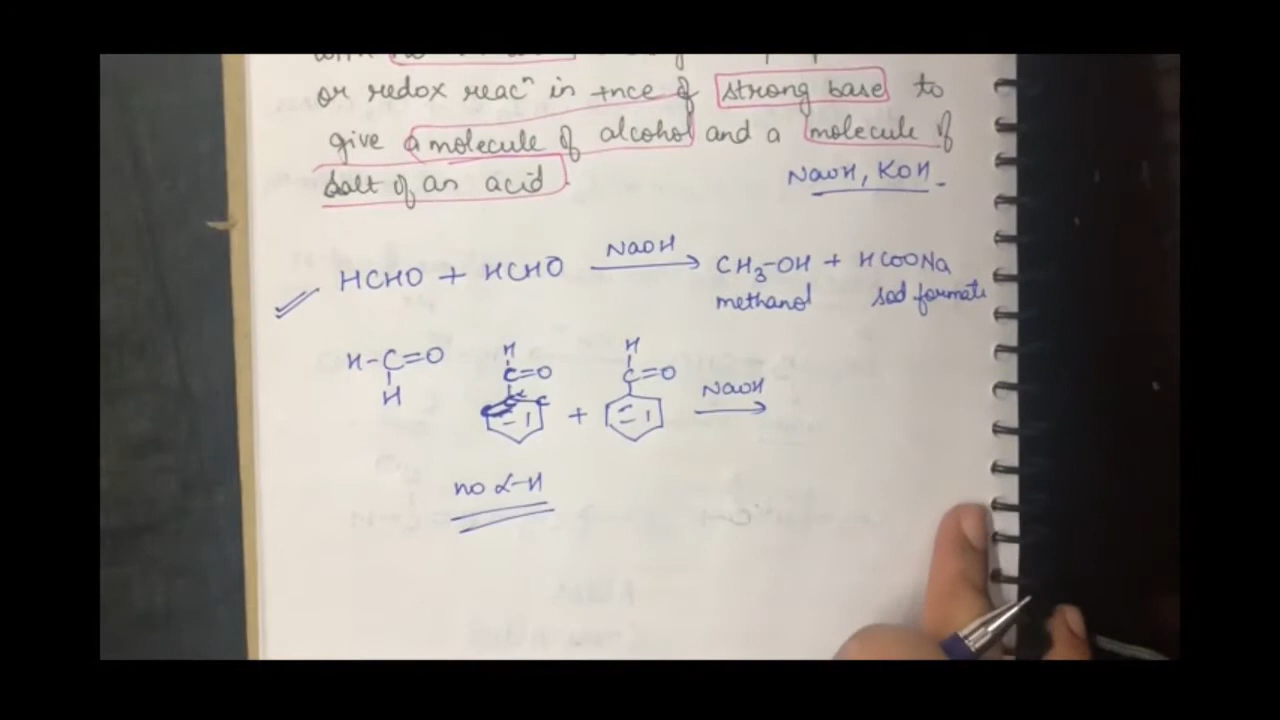 or redox reacⁿ in +nce of strong base to
give a molecule of alcohol and a molecule of
salt of an acid.
NaOH, KOH.
HCHO + HCHO NaOH → CH3-OH + HCOONa
methanol sod formate
H-C=O
H
H
C=O
+
H
C=O
NaOH →
no α-H